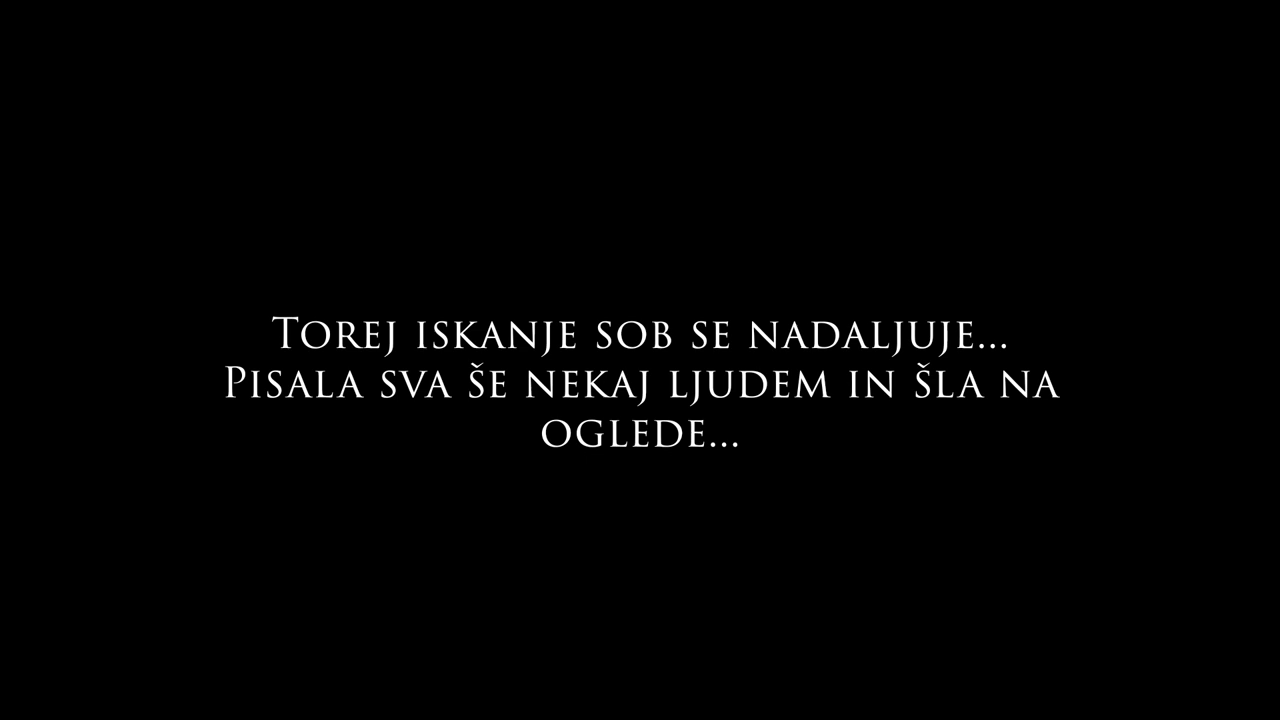 Torej iskanje sob se nadaljuje...
Pisala sva še nekaj ljudem in šla na
oglede...